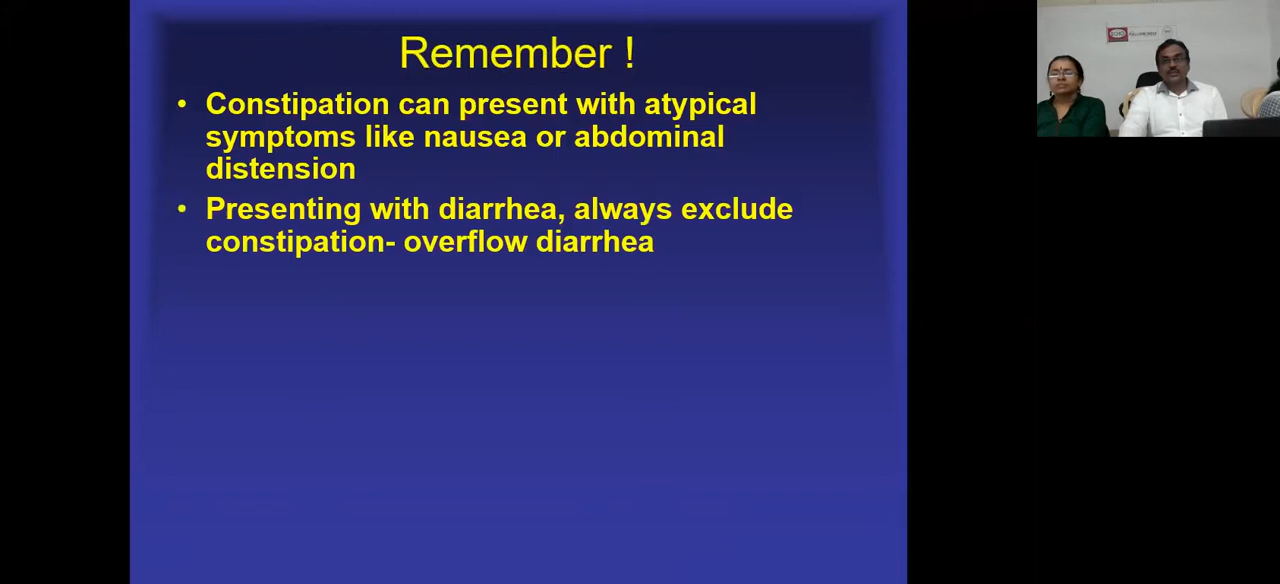 Remember !
• Constipation can present with atypical
symptoms like nausea or abdominal
distension
• Presenting with diarrhea, always exclude
constipation- overflow diarrhea